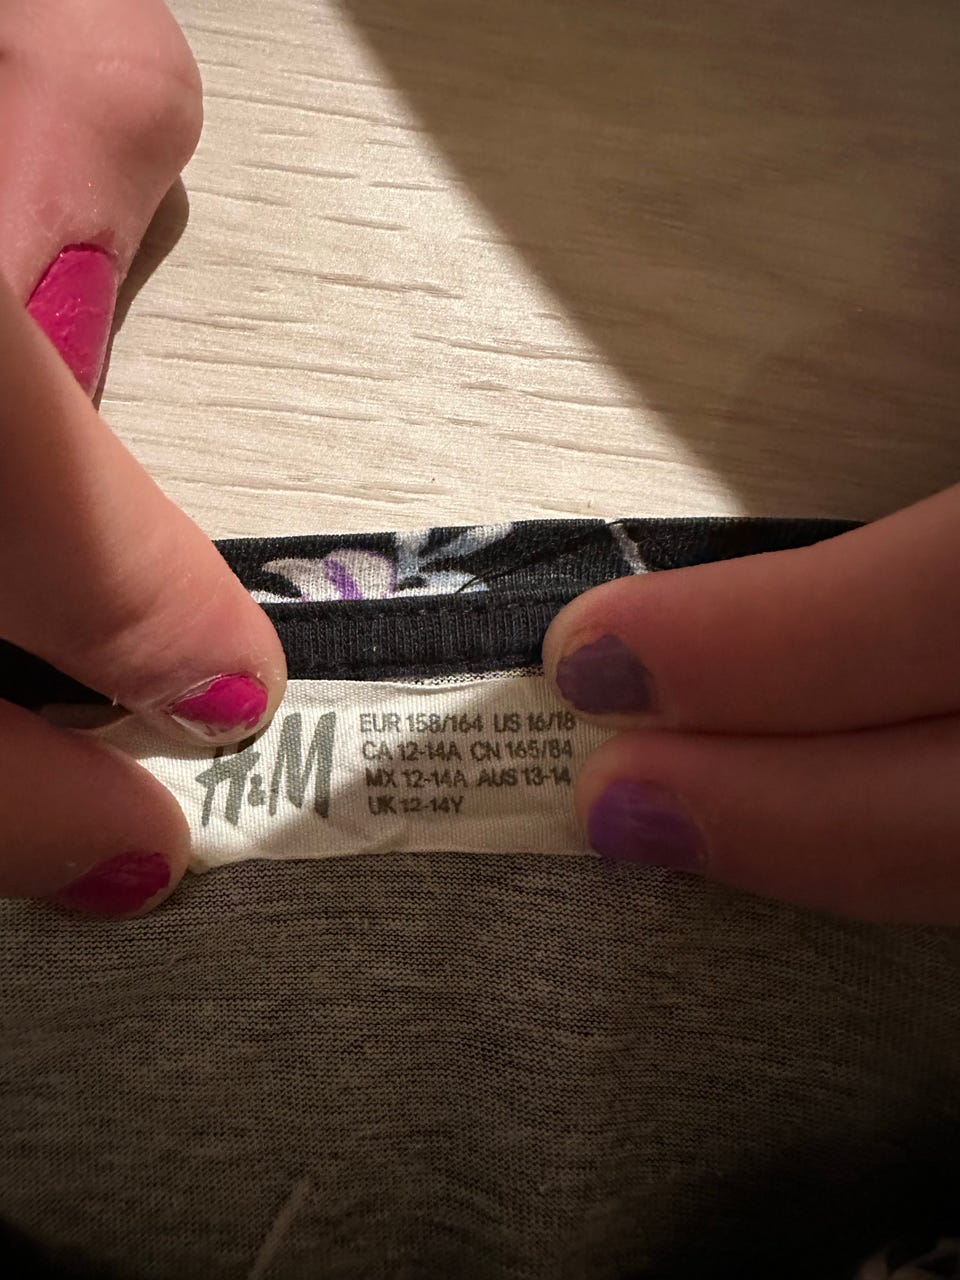 H&M
EUR 158/164 US 16/18
CA 12-14A CN 165/84
MX 12-14A AUS 13-14
UK 12-14Y